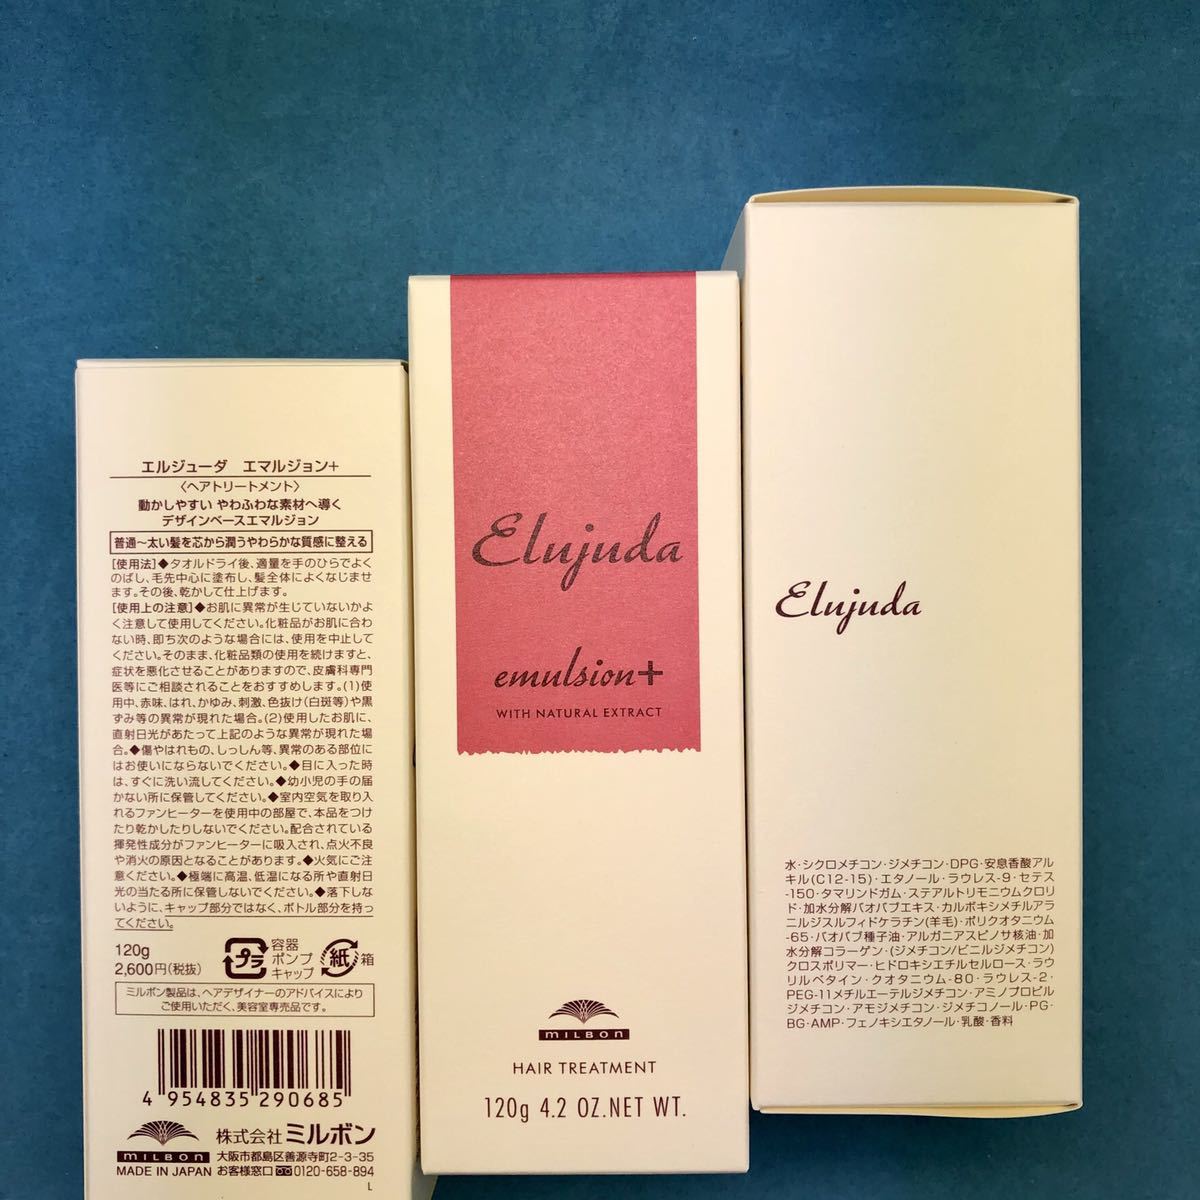 エルジューダ エマルジョン+
〈ヘアトリートメント〉
動かしやすい やわふわな素材へ導く
デザインベースエマルジョン
普通〜太い髪を芯から潤うやわらかな質感に整える
[使用法]◆タオルドライ後、適量を手のひらでよく
のばし、毛先中心に塗布し、髪全体によくなじませ
ます。その後、乾かして仕上げます。
[使用上の注意]◆お肌に異常が生じていないかよ
く注意して使用してください。化粧品がお肌に合わ
ない時、即ち次のような場合には、使用を中止して
ください。そのまま、化粧品類の使用を続けますと、
症状を悪化させることがありますので、皮膚科専門
医等にご相談されることをおすすめします。(1)使
用中、赤味、はれ、かゆみ、刺激、色抜け(白斑等)や黒
ずみ等の異常が現れた場合。(2)使用したお肌に、
直射日光があたって上記のような異常が現れた場
合。◆傷やはれもの、しっしん等、異常のある部位に
はお使いにならないでください。◆目に入った時
は、すぐに洗い流してください。◆幼小児の手の届
かない所に保管してください。◆室内空気を取り入
れるファンヒーターを使用中の部屋で、本品をつけ
たり乾かしたりしないでください。配合されている
揮発性成分がファンヒーターに吸入され、点火不良
や消火の原因となることがあります。◆火気にご注
意ください。◆極端に高温、低温になる所や直射日
光の当たる所に保管しないでください。◆落下しな
いように、キャップ部分ではなく、ボトル部分を持っ
てください。
120g
2,600円(税抜)
プラ
容器
ポンプ
キャップ
紙
箱
ミルボン製品は、ヘアデザイナーのアドバイスにより
ご使用いただく、美容室専売品です。
4 954835 290685
milbon
株式会社 ミルボン
大阪市都島区善源寺町2-3-35
MADE IN JAPAN お客様窓口 0120-658-894
L
Elujuda
emulsion+
WITH NATURAL EXTRACT
milbon
HAIR TREATMENT
120g 4.2 OZ.NET WT.
Elujuda
水・シクロメチコン・ジメチコン・DPG・安息香酸アル
キル(C12-15)・エタノール・ラウレス-9・セテス
-150・タマリンドガム・ステアルトリモニウムクロリ
ド・加水分解バオバブエキス・カルボキシメチルアラ
ニルジスルフィドケラチン(羊毛)・ポリクオタニウム
-65・バオバブ種子油・アルガニアスピノサ核油・加
水分解コラーゲン・(ジメチコン/ビニルジメチコン)
クロスポリマー・ヒドロキシエチルセルロース・ラウ
リルベタイン・クオタニウム-80・ラウレス-2・
PEG-11メチルエーテルジメチコン・アミノプロピル
ジメチコン・アモジメチコン・ジメチコノール・PG・
BG・AMP・フェノキシエタノール・乳酸・香料